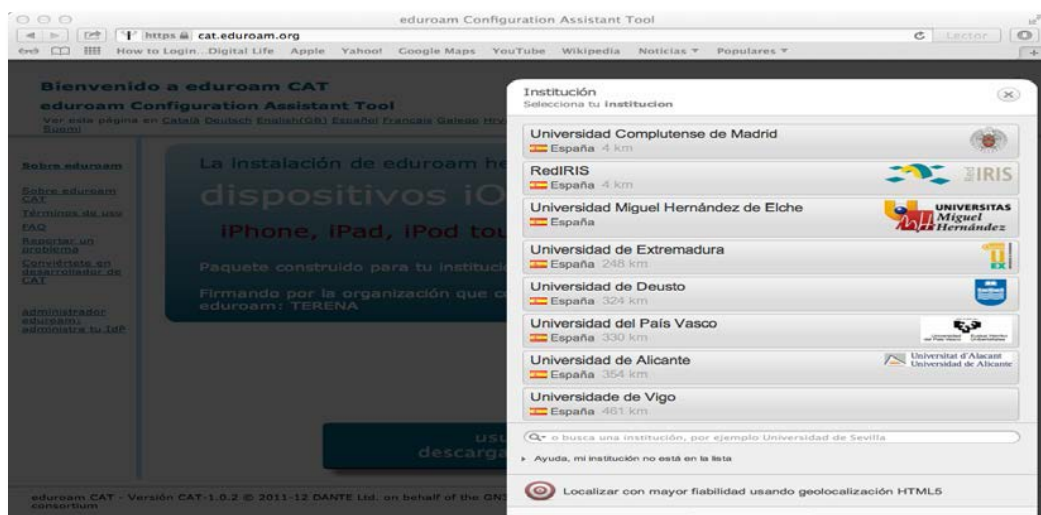 eduroam Configuration Assistant Tool
https cat.eduroam.org
Lector
How to Login...Digital Life Apple Yahoo! Google Maps YouTube Wikipedia Noticias Populares
Bienvenido a eduroam CAT
eduroam Configuration Assistant Tool
Ver esta página en Català Deutsch English(GB) Español Français Galego Hrv
Suomi
Sobre eduroam
Sobre eduroam
CAT
Términos de uso
FAQ
Reportar un
problema
Conviértete en
desarrollador de
CAT
administrador
eduroam:
administra tu IdP
La instalación de eduroam he
dispositivos iO
iPhone, iPad, iPod tou
Paquete construido para tu instituci
Firmando por la organización que c
eduroam: TERENA
usu
descarga
eduroam CAT - Versión CAT-1.0.2 © 2011-12 DANTE Ltd. on behalf of the GN3
consortium
Institución
Selecciona tu institucion
Universidad Complutense de Madrid
España 4 km
RedIRIS
España 4 km
Red
IRIS
Universidad Miguel Hernández de Elche
España
UNIVERSITAS
Miguel
Hernández
Universidad de Extremadura
España 248 km
EX
Universidad de Deusto
España 324 km
Universidad del País Vasco
España 330 km
Universidad de Alicante
España 354 km
Universitat d'Alacant
Universidad de Alicante
Universidade de Vigo
España 461 km
o busca una institución, por ejemplo Universidad de Sevilla
Ayuda, mi institución no está en la lista
Localizar con mayor fiabilidad usando geolocalización HTML5